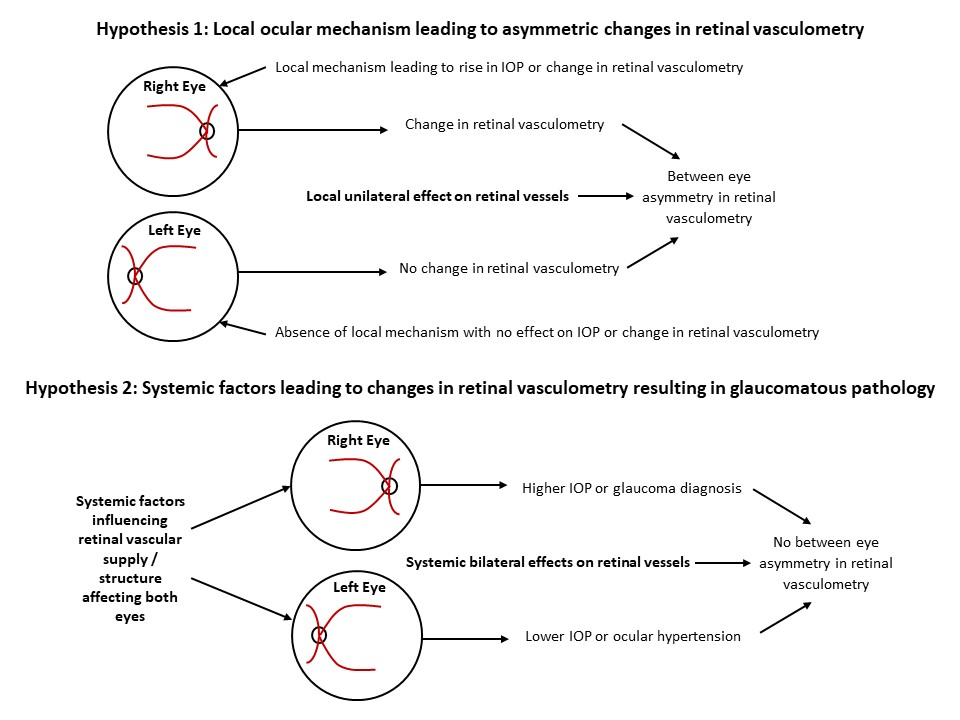 Hypothesis 1: Local ocular mechanism leading to asymmetric changes in retinal vasculometry
Local mechanism leading to rise in IOP or change in retinal vasculometry
Right Eye
Change in retinal vasculometry
Between eye
asymmetry in retinal
vasculometry
Local unilateral effect on retinal vessels
Left Eye
No change in retinal vasculometry
Absence of local mechanism with no effect on IOP or change in retinal vasculometry
Hypothesis 2: Systemic factors leading to changes in retinal vasculometry resulting in glaucomatous pathology
Right Eye
Systemic factors
influencing
retinal vascular
supply /
structure
affecting both
eyes
Higher IOP or glaucoma diagnosis
No between eye
asymmetry in retinal
vasculometry
Systemic bilateral effects on retinal vessels
Left Eye
Lower IOP or ocular hypertension